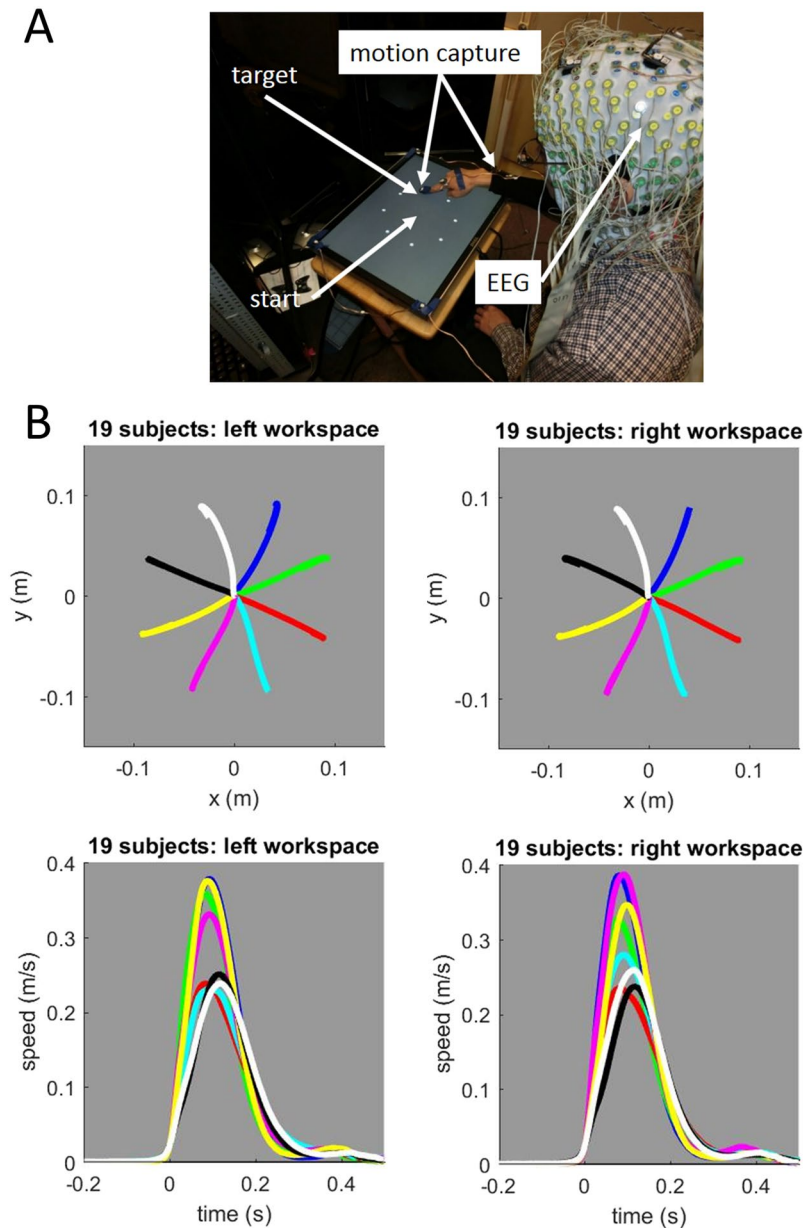 A
motion capture
target
start
EEG
B
19 subjects: left workspace
19 subjects: right workspace
0.1
0
-0.1
y (m)
-0.1
0
0.1
x (m)
0.1
0
-0.1
y (m)
-0.1
0
0.1
x (m)
19 subjects: left workspace
19 subjects: right workspace
0.4
0.3
0.2
0.1
0
speed (m/s)
-0.2
0
0.2
0.4
time (s)
0.4
0.3
0.2
0.1
0
speed (m/s)
-0.2
0
0.2
0.4
time (s)